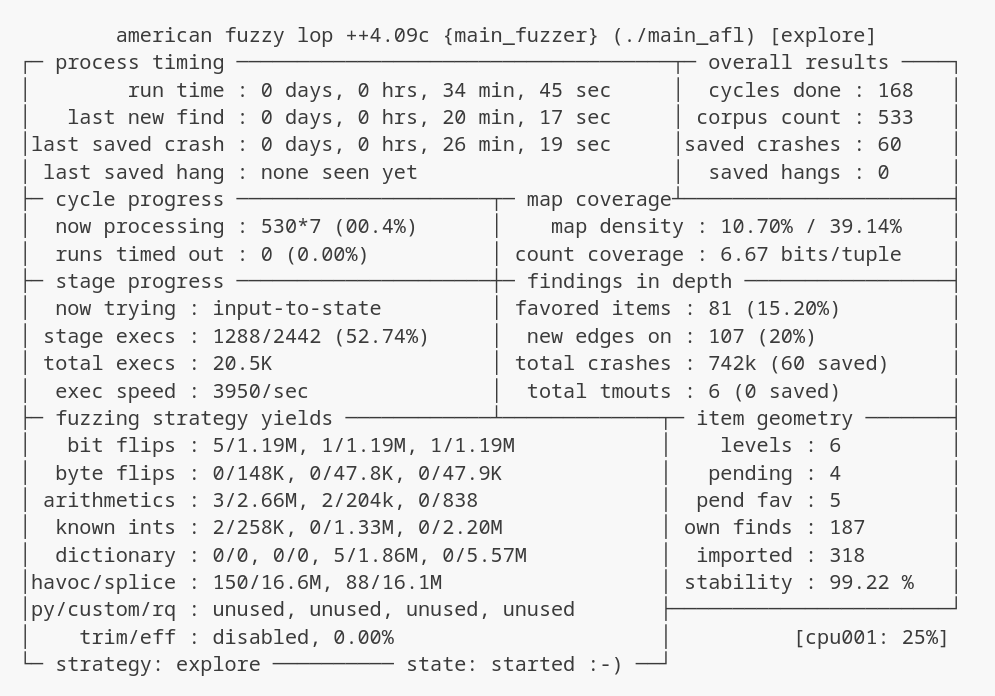 american fuzzy lop ++4.09c {main_fuzzer} (./main_afl) [explore]
process timing overall results
run time : 0 days, 0 hrs, 34 min, 45 sec cycles done : 168
last new find : 0 days, 0 hrs, 20 min, 17 sec corpus count : 533
last saved crash : 0 days, 0 hrs, 26 min, 19 sec saved crashes : 60
last saved hang : none seen yet saved hangs : 0
cycle progress map coverage
now processing : 530*7 (00.4%) map density : 10.70% / 39.14%
runs timed out : 0 (0.00%) count coverage : 6.67 bits/tuple
stage progress findings in depth
now trying : input-to-state favored items : 81 (15.20%)
stage execs : 1288/2442 (52.74%) new edges on : 107 (20%)
total execs : 20.5K total crashes : 742k (60 saved)
exec speed : 3950/sec total tmouts : 6 (0 saved)
fuzzing strategy yields item geometry
bit flips : 5/1.19M, 1/1.19M, 1/1.19M levels : 6
byte flips : 0/148K, 0/47.8K, 0/47.9K pending : 4
arithmetics : 3/2.66M, 2/204k, 0/838 pend fav : 5
known ints : 2/258K, 0/1.33M, 0/2.20M own finds : 187
dictionary : 0/0, 0/0, 5/1.86M, 0/5.57M imported : 318
havoc/splice : 150/16.6M, 88/16.1M stability : 99.22 %
py/custom/rq : unused, unused, unused, unused
trim/eff : disabled, 0.00% [cpu001: 25%]
strategy: explore state: started :-)